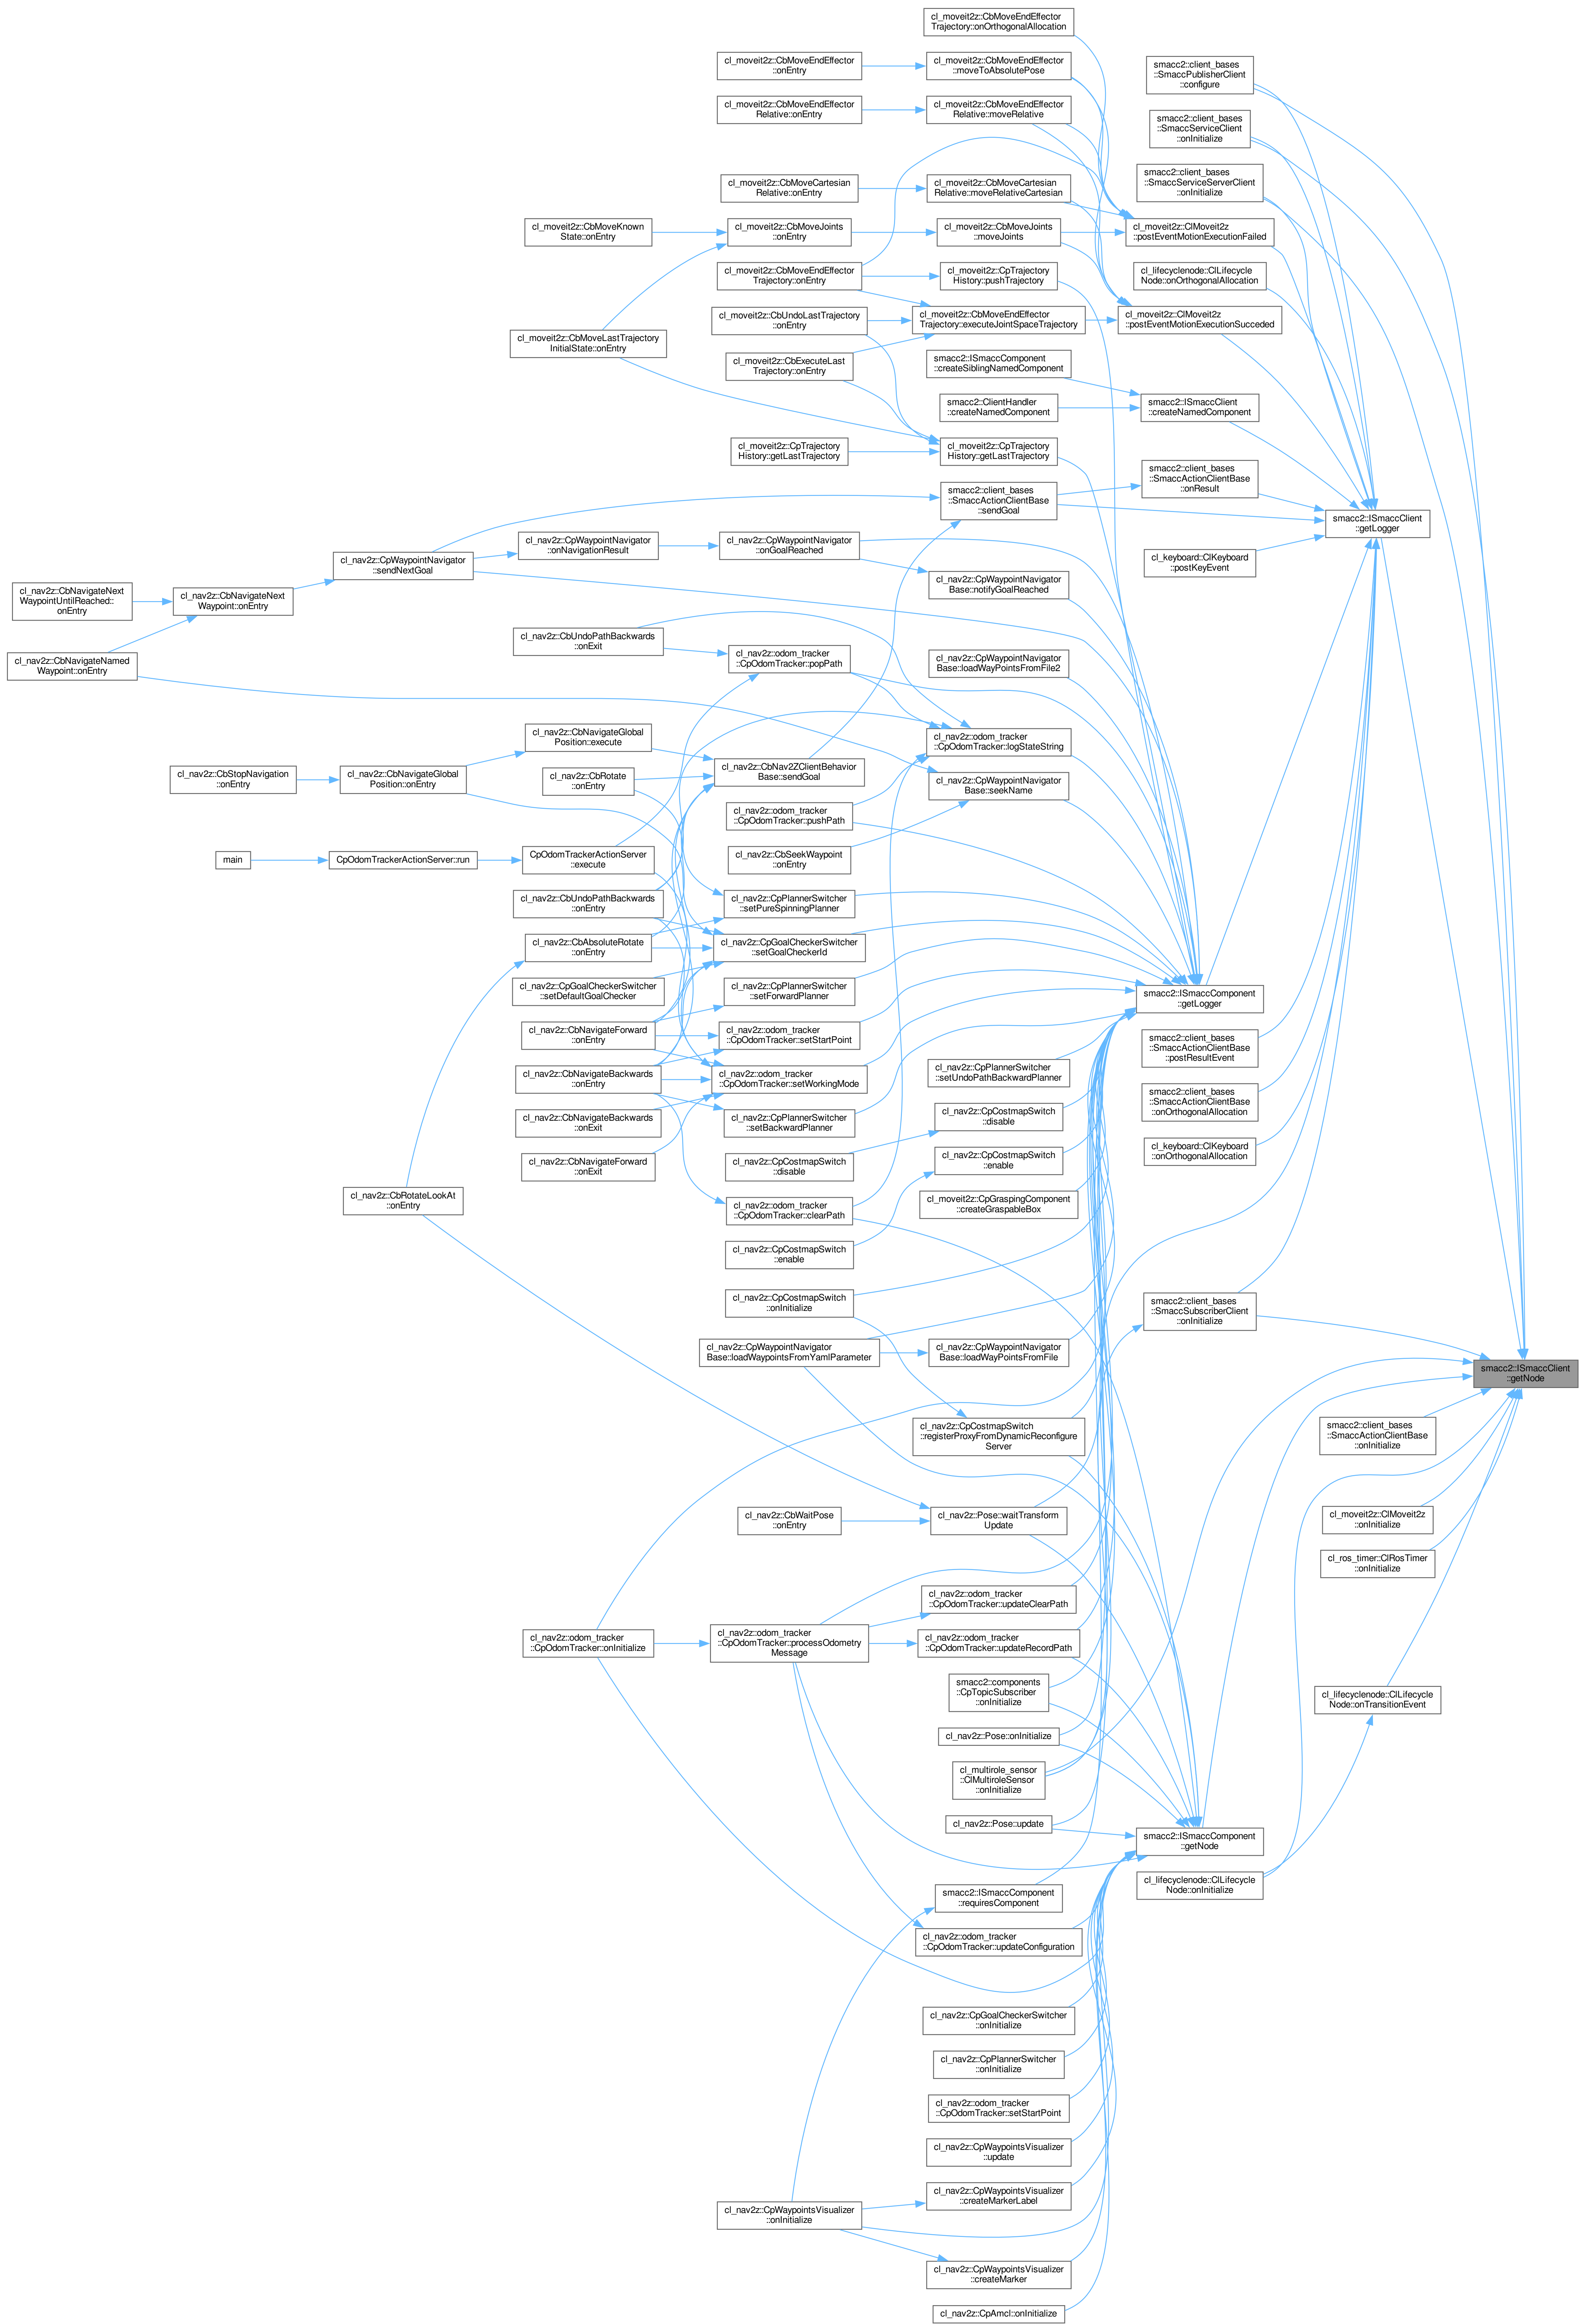 cl_moveit2z::CbMoveEndEffector
Trajectory::onOrthogonalAllocation
cl_moveit2z::CbMoveEndEffector
::onEntry
cl_moveit2z::CbMoveEndEffector
::moveToAbsolutePose
smacc2::client_bases
::SmaccPublisherClient
::configure
cl_moveit2z::CbMoveEndEffector
Relative::onEntry
cl_moveit2z::CbMoveEndEffector
Relative::moveRelative
smacc2::client_bases
::SmaccServiceClient
::onInitialize
cl_moveit2z::CbMoveCartesian
Relative::onEntry
cl_moveit2z::CbMoveCartesian
Relative::moveRelativeCartesian
smacc2::client_bases
::SmaccServiceServerClient
::onInitialize
cl_moveit2z::CbMoveKnown
State::onEntry
cl_moveit2z::CbMoveJoints
::onEntry
cl_moveit2z::CbMoveJoints
::moveJoints
cl_moveit2z::ClMoveit2z
::postEventMotionExecutionFailed
cl_moveit2z::CbMoveEndEffector
Trajectory::onEntry
cl_moveit2z::CpTrajectory
History::pushTrajectory
cl_lifecyclenode::ClLifecycle
Node::onOrthogonalAllocation
cl_moveit2z::CbMoveLastTrajectory
InitialState::onEntry
cl_moveit2z::CbUndoLastTrajectory
::onEntry
cl_moveit2z::CbMoveEndEffector
Trajectory::executeJointSpaceTrajectory
cl_moveit2z::ClMoveit2z
::postEventMotionExecutionSucceded
cl_moveit2z::CbExecuteLast
Trajectory::onEntry
smacc2::ISmaccComponent
::createSiblingNamedComponent
smacc2::ClientHandler
::createNamedComponent
smacc2::ISmaccClient
::createNamedComponent
cl_moveit2z::CpTrajectory
History::getLastTrajectory
cl_moveit2z::CpTrajectory
History::getLastTrajectory
smacc2::client_bases
::SmaccActionClientBase
::onResult
smacc2::client_bases
::SmaccActionClientBase
::sendGoal
smacc2::ISmaccClient
::getLogger
cl_nav2z::CpWaypointNavigator
::sendNextGoal
cl_nav2z::CpWaypointNavigator
::onNavigationResult
cl_nav2z::CpWaypointNavigator
::onGoalReached
cl_keyboard::ClKeyboard
::postKeyEvent
cl_nav2z::CbNavigateNext
WaypointUntilReached::
onEntry
cl_nav2z::CbNavigateNext
Waypoint::onEntry
cl_nav2z::CpWaypointNavigator
Base::notifyGoalReached
cl_nav2z::CbNavigateNamed
Waypoint::onEntry
cl_nav2z::CbUndoPathBackwards
::onExit
cl_nav2z::odom_tracker
::CpOdomTracker::popPath
cl_nav2z::CpWaypointNavigator
Base::loadWayPointsFromFile2
cl_nav2z::CbNavigateGlobal
Position::execute
cl_nav2z::odom_tracker
::CpOdomTracker::logStateString
cl_nav2z::CbStopNavigation
::onEntry
cl_nav2z::CbNavigateGlobal
Position::onEntry
cl_nav2z::CbRotate
::onEntry
cl_nav2z::CbNav2ZClientBehavior
Base::sendGoal
cl_nav2z::CpWaypointNavigator
Base::seekName
cl_nav2z::odom_tracker
::CpOdomTracker::pushPath
main
CpOdomTrackerActionServer::run
CpOdomTrackerActionServer
::execute
cl_nav2z::CbSeekWaypoint
::onEntry
cl_nav2z::CbUndoPathBackwards
::onEntry
cl_nav2z::CpPlannerSwitcher
::setPureSpinningPlanner
cl_nav2z::CbAbsoluteRotate
::onEntry
cl_nav2z::CpGoalCheckerSwitcher
::setGoalCheckerId
cl_nav2z::CpGoalCheckerSwitcher
::setDefaultGoalChecker
cl_nav2z::CpPlannerSwitcher
::setForwardPlanner
smacc2::ISmaccComponent
::getLogger
cl_nav2z::CbNavigateForward
::onEntry
cl_nav2z::odom_tracker
::CpOdomTracker::setStartPoint
smacc2::client_bases
::SmaccActionClientBase
::postResultEvent
cl_nav2z::CbNavigateBackwards
::onEntry
cl_nav2z::odom_tracker
::CpOdomTracker::setWorkingMode
cl_nav2z::CpPlannerSwitcher
::setUndoPathBackwardPlanner
smacc2::client_bases
::SmaccActionClientBase
::onOrthogonalAllocation
cl_nav2z::CbNavigateBackwards
::onExit
cl_nav2z::CpPlannerSwitcher
::setBackwardPlanner
cl_nav2z::CpCostmapSwitch
::disable
cl_keyboard::ClKeyboard
::onOrthogonalAllocation
cl_nav2z::CbNavigateForward
::onExit
cl_nav2z::CpCostmapSwitch
::disable
cl_nav2z::CpCostmapSwitch
::enable
cl_nav2z::CbRotateLookAt
::onEntry
cl_nav2z::odom_tracker
::CpOdomTracker::clearPath
cl_moveit2z::CpGraspingComponent
::createGraspableBox
cl_nav2z::CpCostmapSwitch
::enable
cl_nav2z::CpCostmapSwitch
::onInitialize
smacc2::client_bases
::SmaccSubscriberClient
::onInitialize
cl_nav2z::CpWaypointNavigator
Base::loadWaypointsFromYamlParameter
cl_nav2z::CpWaypointNavigator
Base::loadWayPointsFromFile
smacc2::ISmaccClient
::getNode
cl_nav2z::CpCostmapSwitch
::registerProxyFromDynamicReconfigure
Server
smacc2::client_bases
::SmaccActionClientBase
::onInitialize
cl_nav2z::CbWaitPose
::onEntry
cl_nav2z::Pose::waitTransform
Update
cl_moveit2z::ClMoveit2z
::onInitialize
cl_ros_timer::ClRosTimer
::onInitialize
cl_nav2z::odom_tracker
::CpOdomTracker::updateClearPath
cl_nav2z::odom_tracker
::CpOdomTracker::onInitialize
cl_nav2z::odom_tracker
::CpOdomTracker::processOdometry
Message
cl_nav2z::odom_tracker
::CpOdomTracker::updateRecordPath
smacc2::components
::CpTopicSubscriber
::onInitialize
cl_lifecyclenode::ClLifecycle
Node::onTransitionEvent
cl_nav2z::Pose::onInitialize
cl_multirole_sensor
::ClMultiroleSensor
::onInitialize
cl_nav2z::Pose::update
smacc2::ISmaccComponent
::getNode
cl_lifecyclenode::ClLifecycle
Node::onInitialize
smacc2::ISmaccComponent
::requiresComponent
cl_nav2z::odom_tracker
::CpOdomTracker::updateConfiguration
cl_nav2z::CpGoalCheckerSwitcher
::onInitialize
cl_nav2z::CpPlannerSwitcher
::onInitialize
cl_nav2z::odom_tracker
::CpOdomTracker::setStartPoint
cl_nav2z::CpWaypointsVisualizer
::update
cl_nav2z::CpWaypointsVisualizer
::createMarkerLabel
cl_nav2z::CpWaypointsVisualizer
::onInitialize
cl_nav2z::CpWaypointsVisualizer
::createMarker
cl_nav2z::CpAmcl::onInitialize